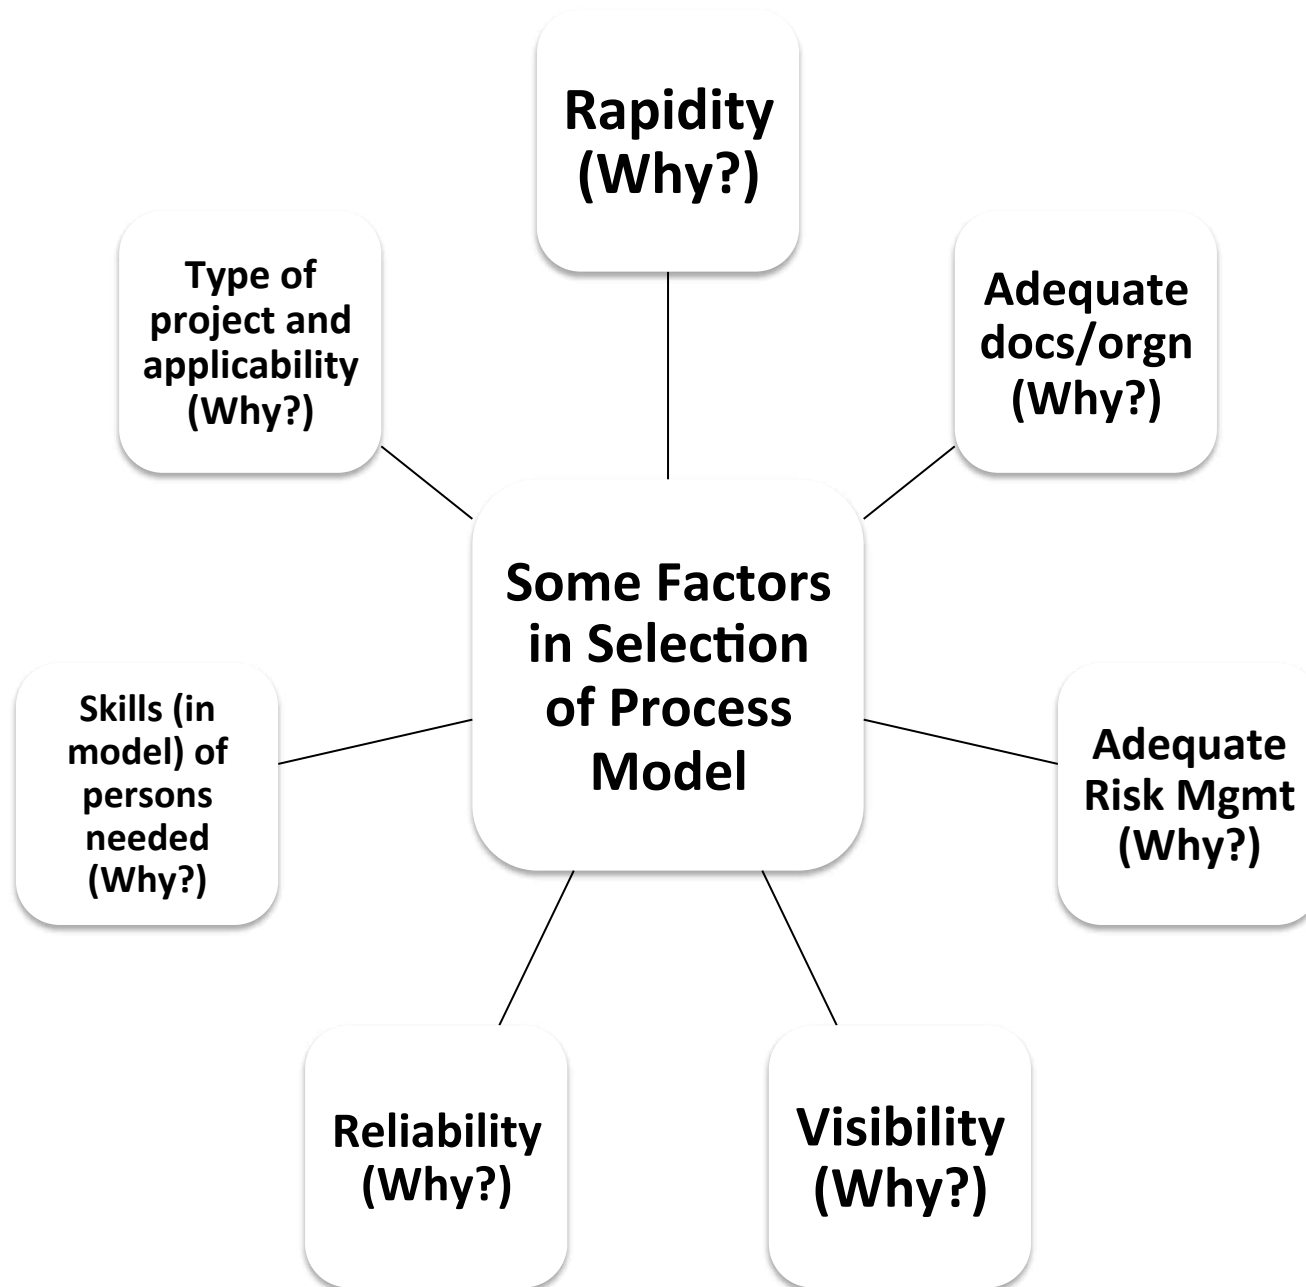 Rapidity
(Why?)
Type of
project and
applicability
(Why?)
Adequate
docs/orgn
(Why?)
Some Factors
in Selection
of Process
Model
Skills (in
model) of
persons
needed
(Why?)
Adequate
Risk Mgmt
(Why?)
Reliability
(Why?)
Visibility
(Why?)